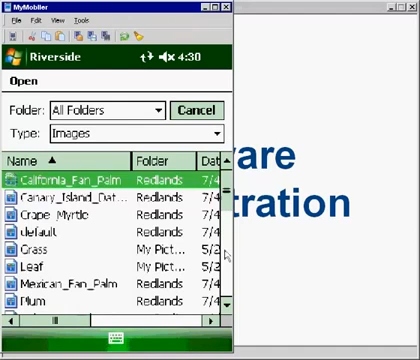 MyMobiler
File Edit View Tools
Riverside 4:30
Open
Folder: All Folders Cancel
Type: Images
Name Folder Dat
California_Fan_Palm Redlands 7/4
Canary_Island_Dat... Redlands 7/4
Crape_Myrtle Redlands 7/4
default Redlands 7/4
Grass My Pict... 5/2
Leaf My Pict... 5/2
Mexican_Fan_Palm Redlands 7/4
Plum Redlands 7/4
ware
tration